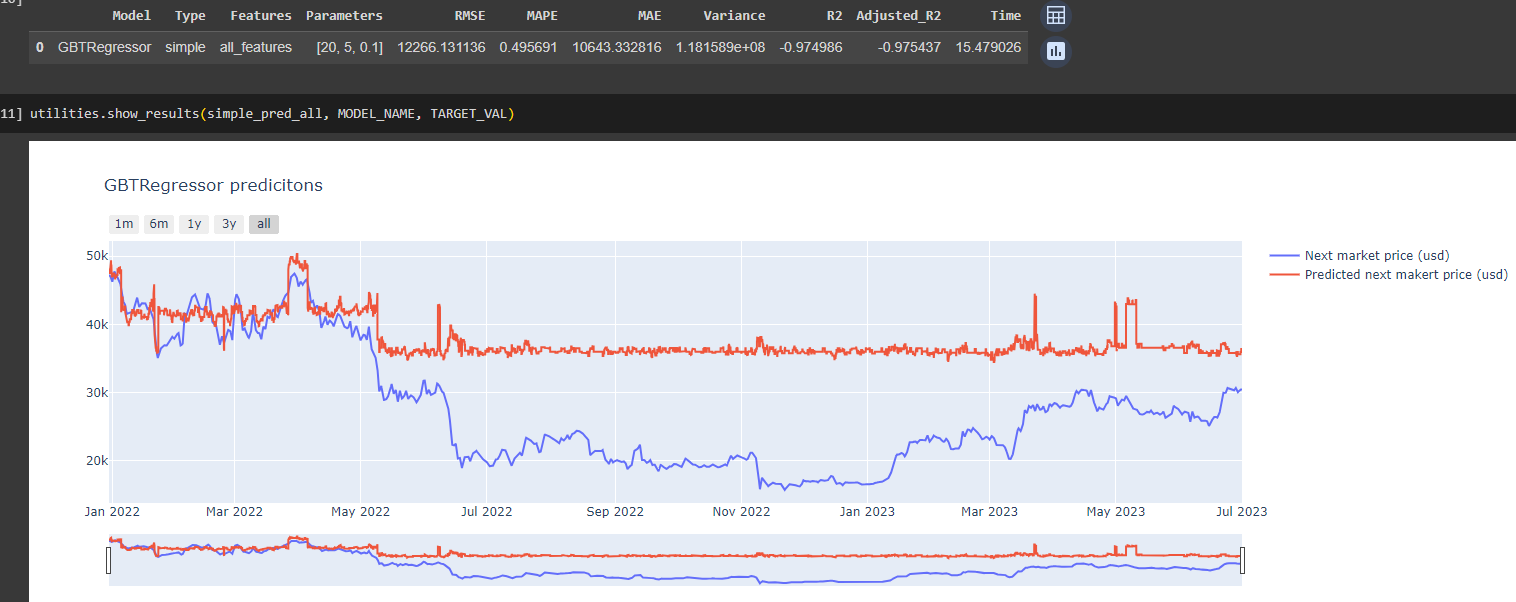 Model Type Features Parameters RMSE MAPE MAE Variance R2 Adjusted_R2 Time
0 GBTRegressor simple all_features [20, 5, 0.1] 12266.131136 0.495691 10643.332816 1.181589e+08 -0.974986 -0.975437 15.479026
11] utilities.show_results(simple_pred_all, MODEL_NAME, TARGET_VAL)
GBTRegressor predicitons
1m 6m 1y 3y all
50k
40k
30k
20k
Jan 2022 Mar 2022 May 2022 Jul 2022 Sep 2022 Nov 2022 Jan 2023 Mar 2023 May 2023 Jul 2023
Next market price (usd)
Predicted next makert price (usd)